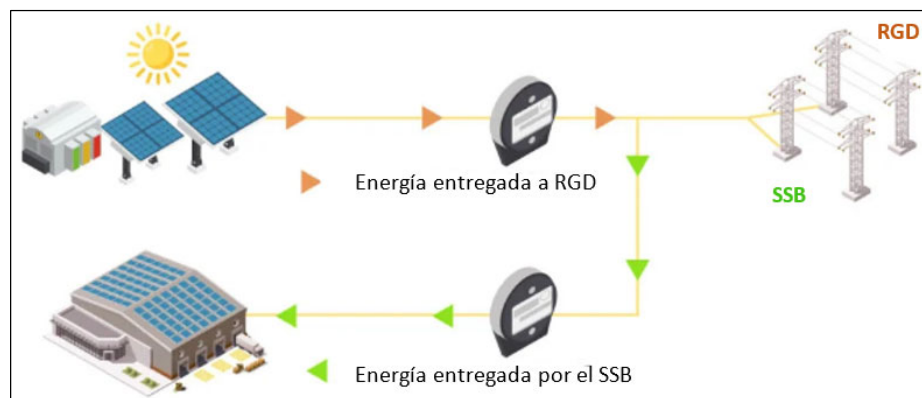 RGD
Energía entregada a RGD
SSB
Energía entregada por el SSB